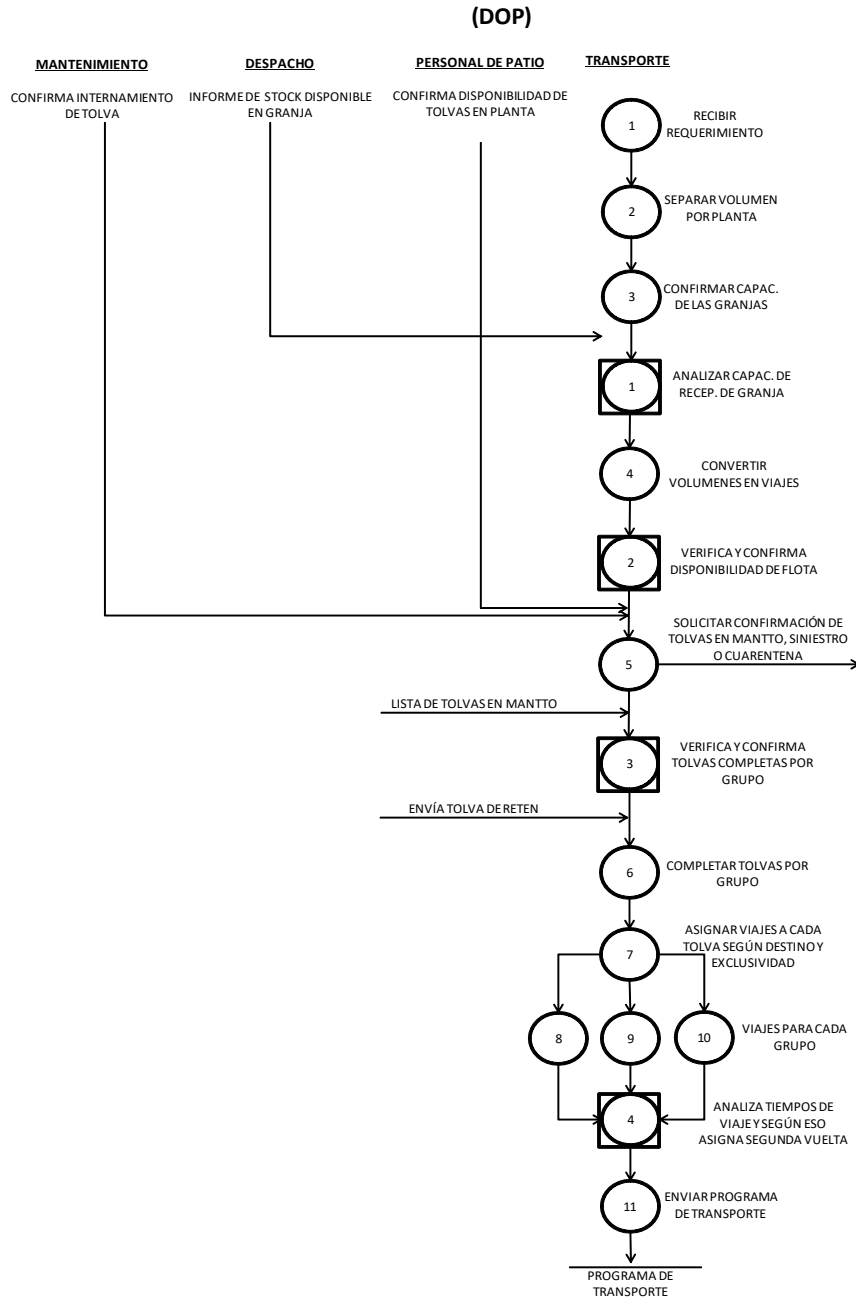 (DOP)
MANTENIMIENTO
DESPACHO
PERSONAL DE PATIO
TRANSPORTE
CONFIRMA INTERNAMIENTO
DE TOLVA
INFORME DE STOCK DISPONIBLE
EN GRANJA
CONFIRMA DISPONIBILIDAD DE
TOLVAS EN PLANTA
1
RECIBIR
REQUERIMIENTO
2
SEPARAR VOLUMEN
POR PLANTA
3
CONFIRMAR CAPAC.
DE LAS GRANJAS
1
ANALIZAR CAPAC. DE
RECEP. DE GRANJA
4
CONVERTIR
VOLUMENES EN VIAJES
2
VERIFICA Y CONFIRMA
DISPONIBILIDAD DE FLOTA
5
SOLICITAR CONFIRMACIÓN DE
TOLVAS EN MANTTO, SINIESTRO
O CUARENTENA
LISTA DE TOLVAS EN MANTTO
3
VERIFICA Y CONFIRMA
TOLVAS COMPLETAS POR
GRUPO
ENVÍA TOLVA DE RETEN
6
COMPLETAR TOLVAS POR
GRUPO
7
ASIGNAR VIAJES A CADA
TOLVA SEGÚN DESTINO Y
EXCLUSIVIDAD
8
9
10
VIAJES PARA CADA
GRUPO
4
ANALIZA TIEMPOS DE
VIAJE Y SEGÚN ESO
ASIGNA SEGUNDA VUELTA
11
ENVIAR PROGRAMA
DE TRANSPORTE
PROGRAMA DE
TRANSPORTE